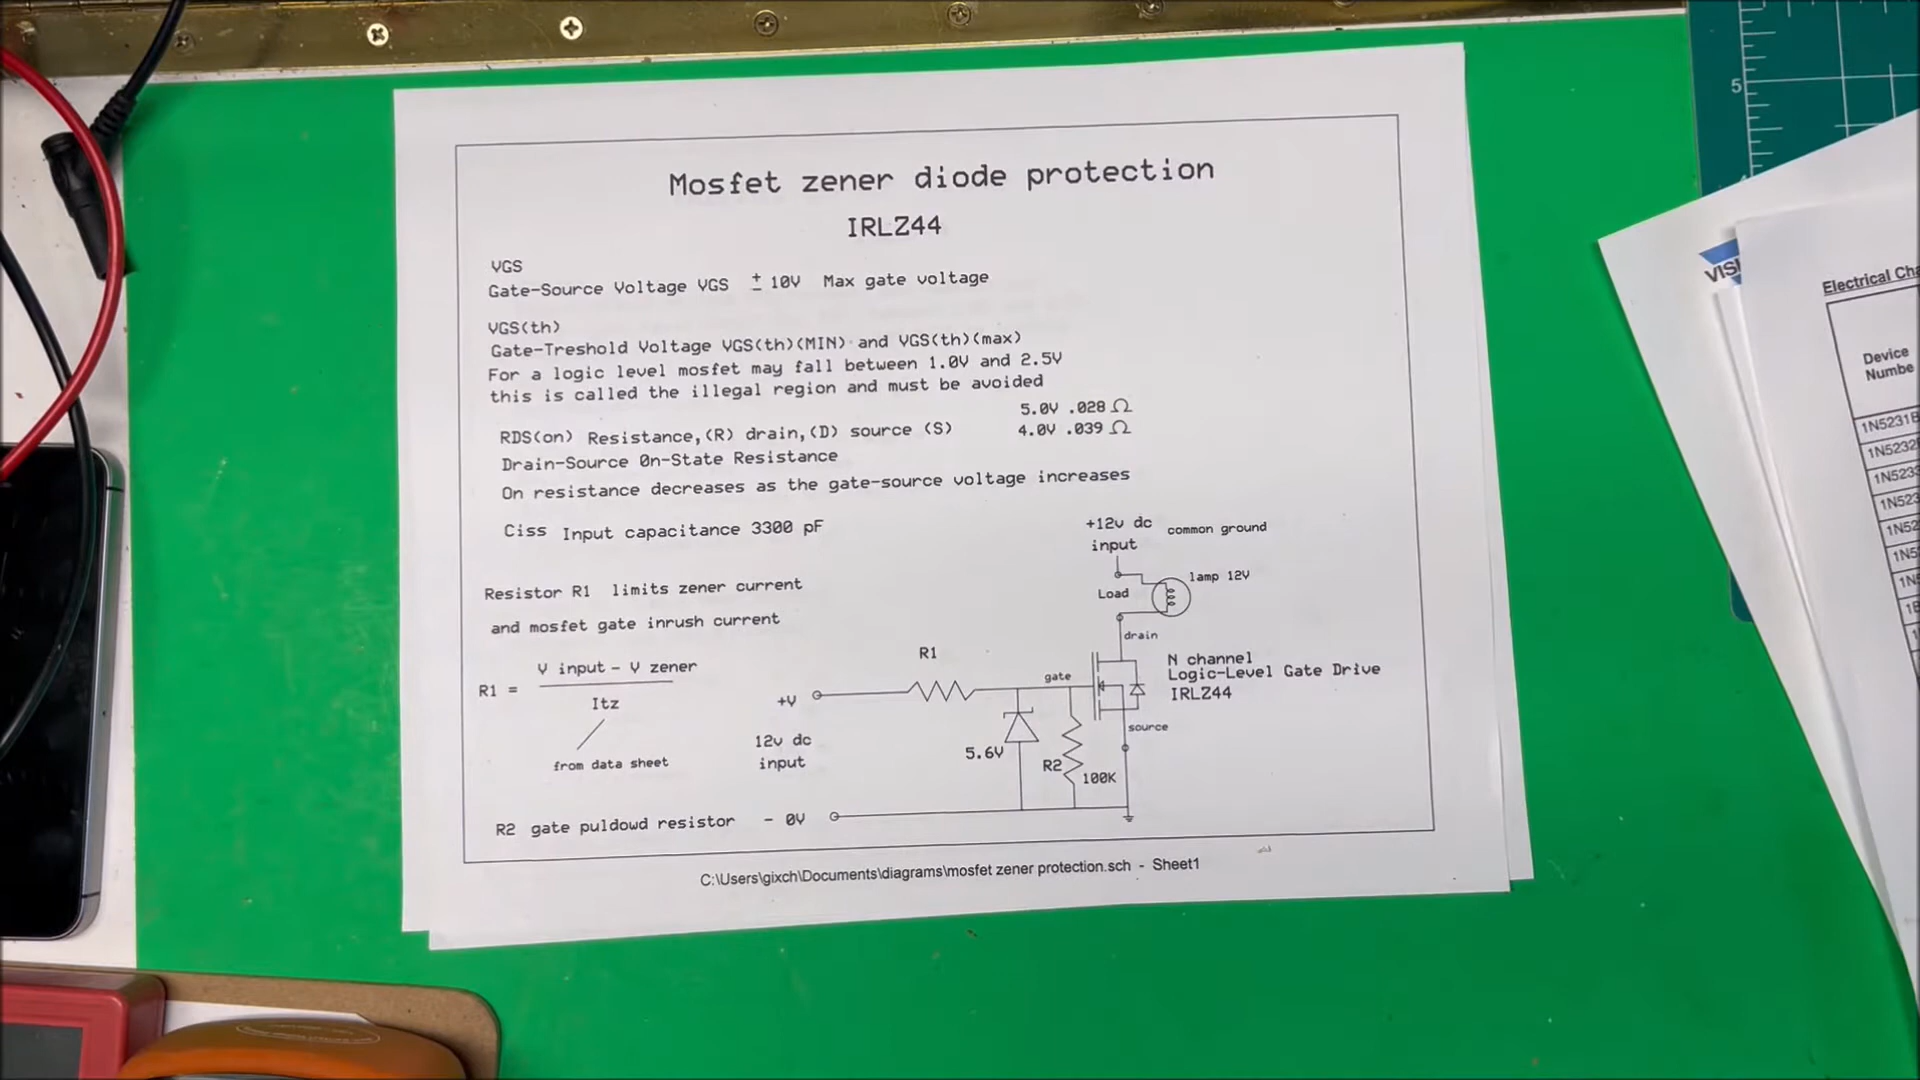 Mosfet zener diode protection
IRLZ44
VGS
Gate-Source Voltage VGS ± 10V Max gate voltage
VGS(th)
Gate-Treshold Voltage VGS(th)(MIN) and VGS(th)(max)
For a logic level mosfet may fall between 1.0V and 2.5V
this is called the illegal region and must be avoided
5.0V .028 Ω
RDS(on) Resistance,(R) drain,(D) source (S) 4.0V .039 Ω
Drain-Source On-State Resistance
On resistance decreases as the gate-source voltage increases
Ciss Input capacitance 3300 pF
+12v dc
input
common ground
lamp 12V
Load
drain
Resistor R1 limits zener current
and mosfet gate inrush current
R1 = V input - V zener
Itz
from data sheet
R1
gate
+V
12v dc
input
5.6V
R2
100K
N channel
Logic-Level Gate Drive
IRLZ44
source
R2 gate puldowd resistor - 0V
C:\Users\gixch\Documents\diagrams\mosfet zener protection.sch - Sheet1
5
Electrical
Device
1N5231B